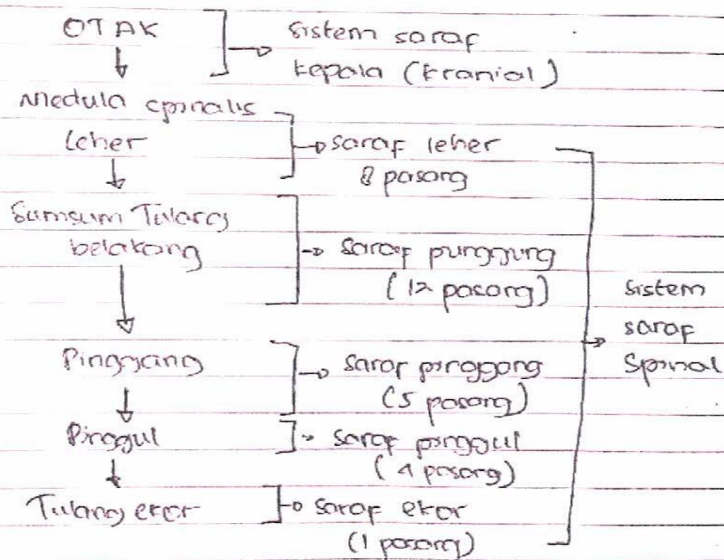 OTAK
sistem saraf
kepala (kranial)
Medula spinalis
leher
saraf leher
8 pasang
Sumsum Tulang
belakang
saraf punggung
(12 pasang)
Pinggang
saraf pinggang
(5 pasang)
Pinggul
saraf pinggul
(4 pasang)
Tulang ekor
saraf ekor
(1 pasang)
sistem
saraf
Spinal